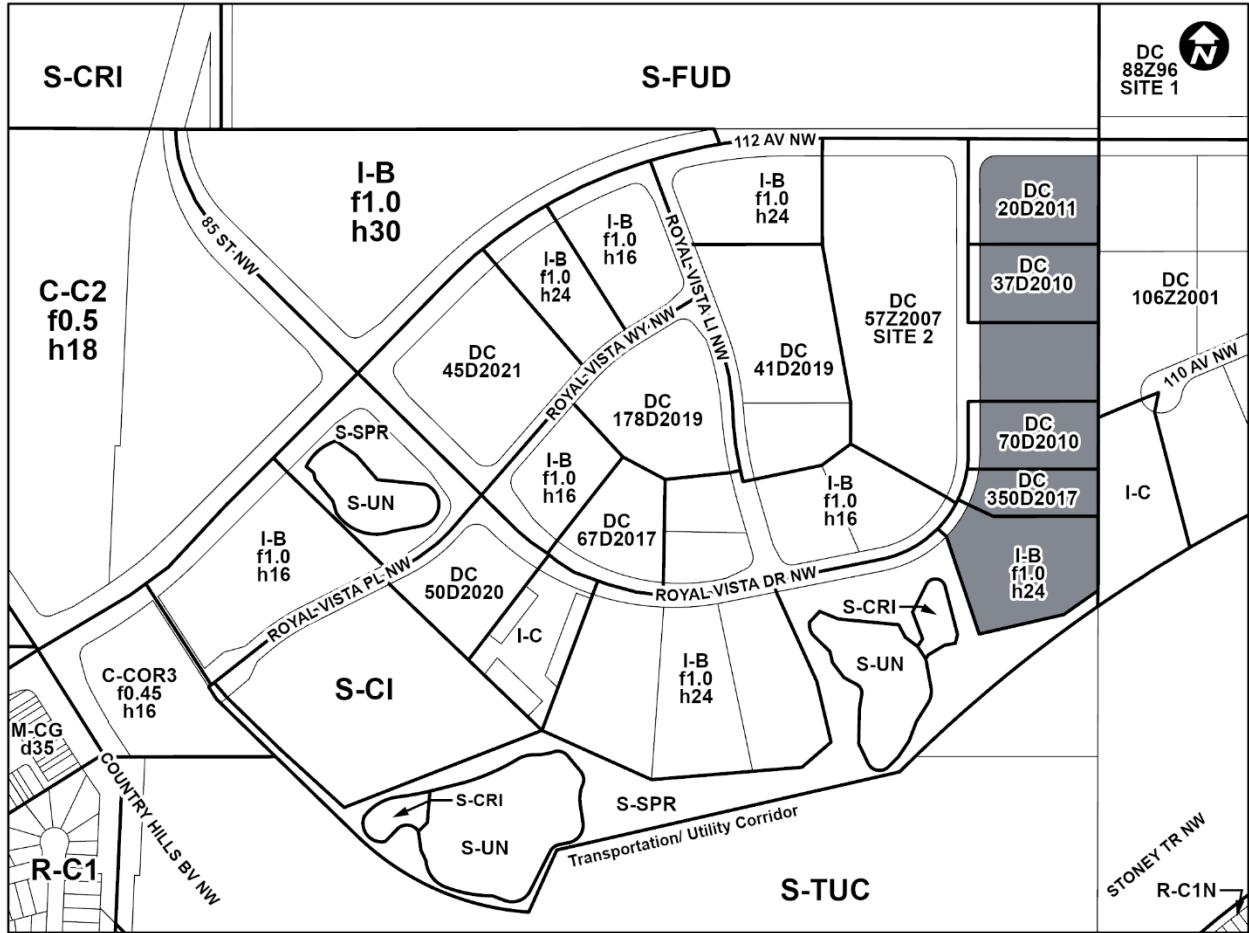 S-CRI
S-FUD
DC
88Z96
SITE 1
N
112 AV NW
I-B
f1.0
h30
I-B
f1.0
h24
DC
20D2011
85 ST NW
I-B
f1.0
h16
ROYAL VISTA LI NW
I-B
f1.0
h24
DC
37D2010
DC
106Z2001
C-C2
f0.5
h18
DC
57Z2007
SITE 2
DC
45D2021
ROYAL VISTA WY NW
DC
41D2019
110 AV NW
DC
178D2019
S-SPR
DC
70D2010
S-UN
I-B
f1.0
h16
I-B
f1.0
h16
DC
350D2017
I-C
DC
67D2017
I-B
f1.0
h16
I-B
f1.0
h24
ROYAL VISTA PL NW
DC
50D2020
ROYAL VISTA DR NW
S-CRI
I-C
S-UN
C-COR3
f0.45
h16
S-CI
I-B
f1.0
h24
M-CG
d35
COUNTRY HILLS BV NW
S-CRI
S-SPR
S-UN
Transportation/ Utility Corridor
R-C1
S-TUC
STONEY TR NW
R-C1N